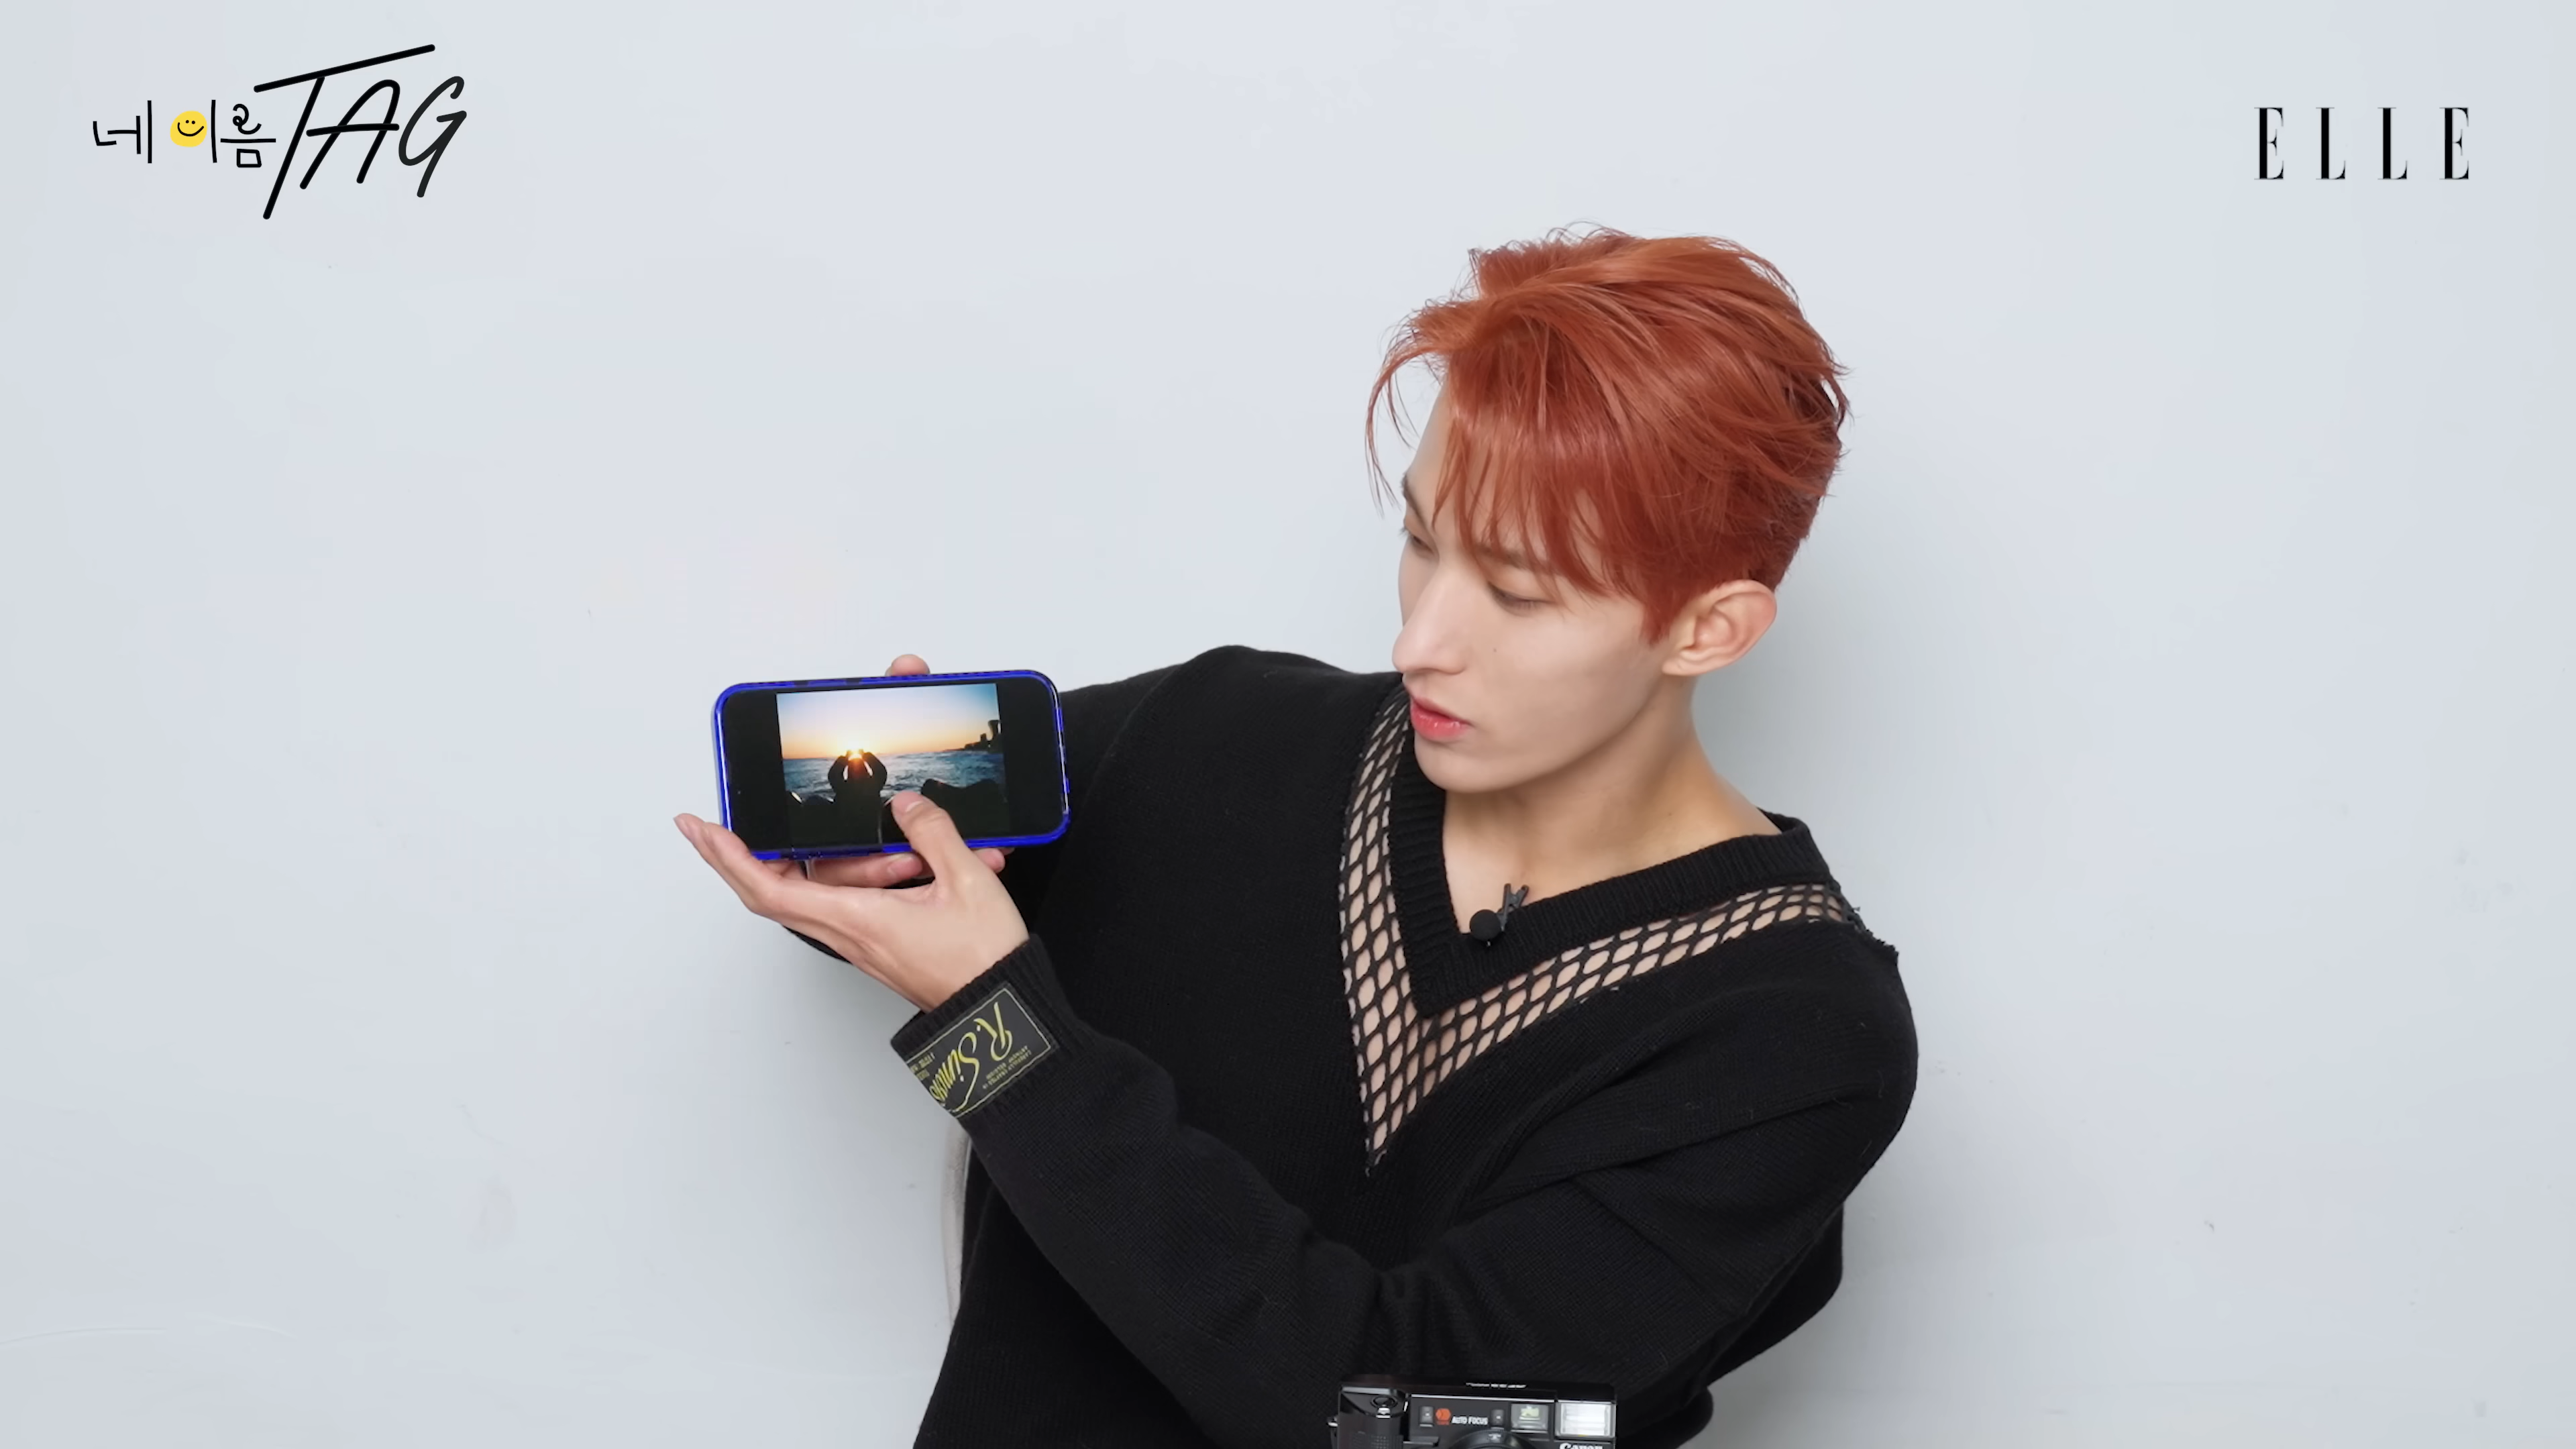 네 이름 TAG
ELLE
R. Simons
AUTO FOCUS
Canon